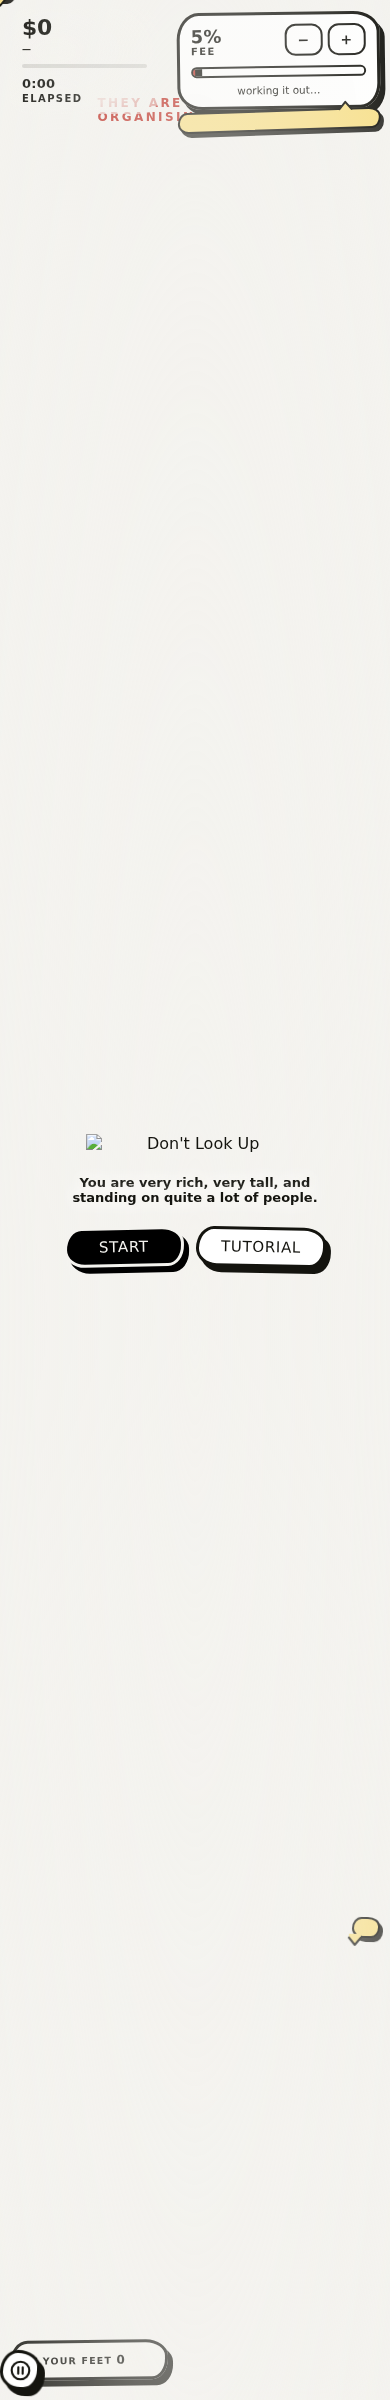 $0
–
0:00
ELAPSED
THEY ARE
5%
FEE
−
+
working it out...
Don't Look Up
You are very rich, very tall, and
standing on quite a lot of people.
START
TUTORIAL
YOUR FEET 0